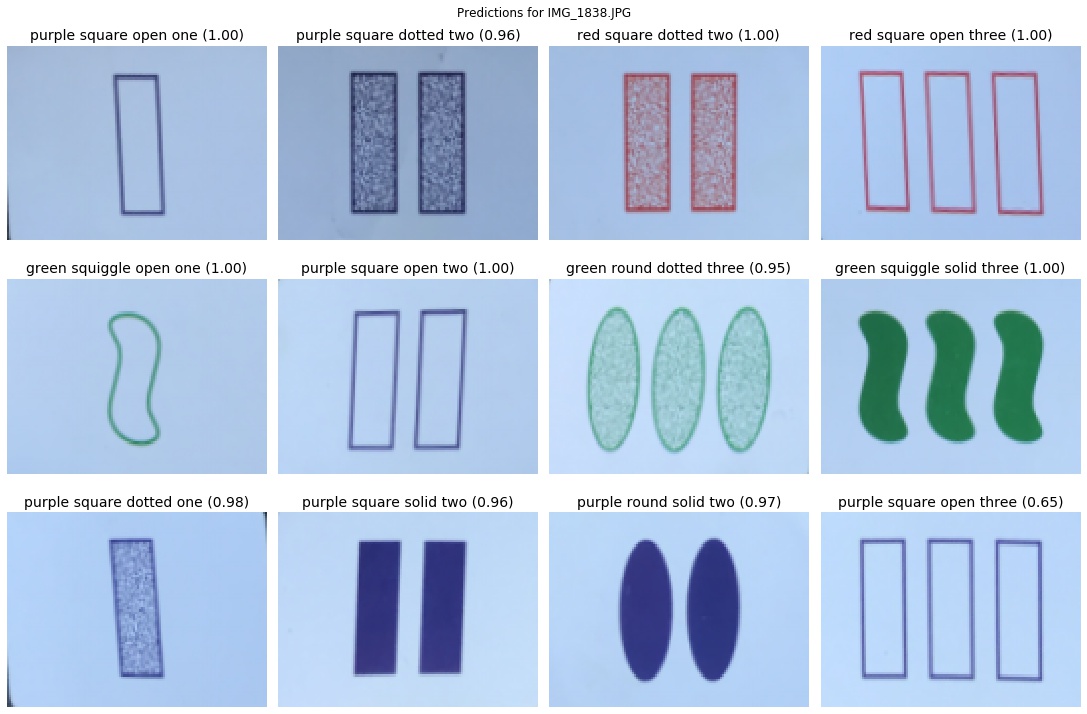 Predictions for IMG_1838.JPG
purple square open one (1.00)
purple square dotted two (0.96)
red square dotted two (1.00)
red square open three (1.00)
green squiggle open one (1.00)
purple square open two (1.00)
green round dotted three (0.95)
green squiggle solid three (1.00)
purple square dotted one (0.98)
purple square solid two (0.96)
purple round solid two (0.97)
purple square open three (0.65)